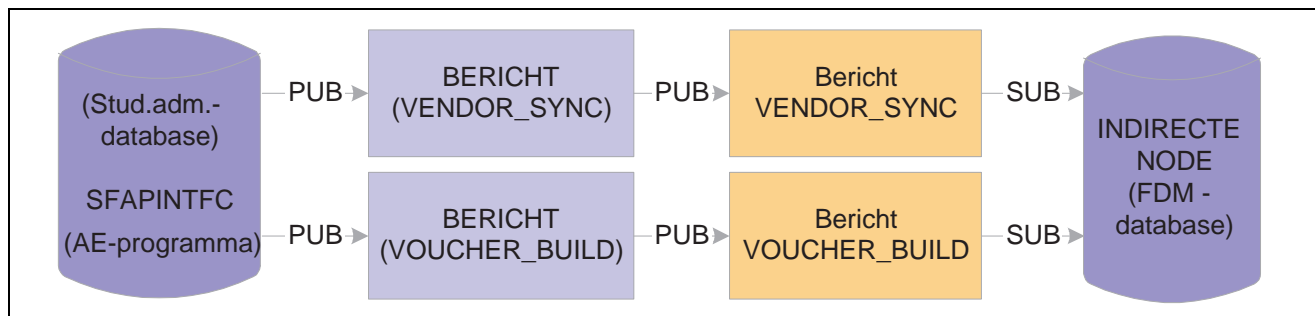 (Stud.adm.-
database)
SFAPINTFC
(AE-programma)
PUB
BERICHT
(VENDOR_SYNC)
PUB
Bericht
VENDOR_SYNC
SUB
PUB
BERICHT
(VOUCHER_BUILD)
PUB
Bericht
VOUCHER_BUILD
SUB
INDIRECTE
NODE
(FDM -
database)